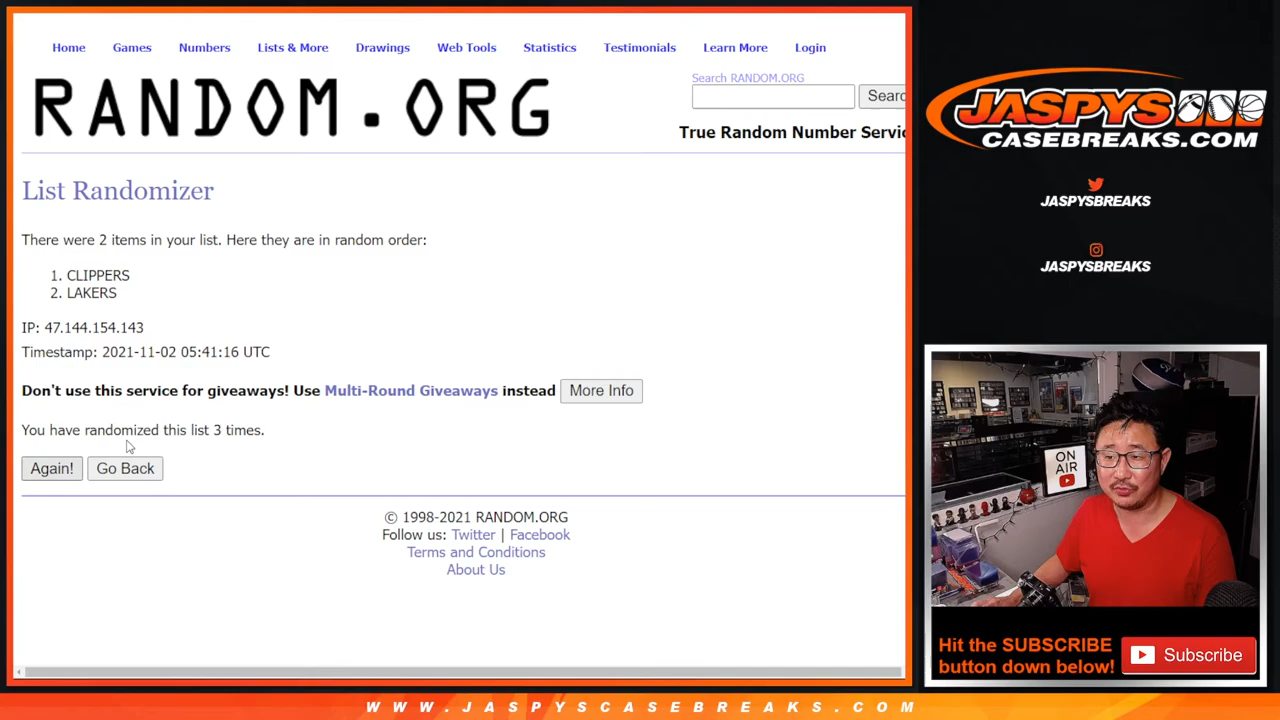 Home Games Numbers Lists & More Drawings Web Tools Statistics Testimonials Learn More Login
RANDOM.ORG
Search RANDOM.ORG
Searc
True Random Number Servic
List Randomizer
There were 2 items in your list. Here they are in random order:
1. CLIPPERS
2. LAKERS
IP: 47.144.154.143
Timestamp: 2021-11-02 05:41:16 UTC
Don't use this service for giveaways! Use Multi-Round Giveaways instead More Info
You have randomized this list 3 times.
Again! Go Back
© 1998-2021 RANDOM.ORG
Follow us: Twitter | Facebook
Terms and Conditions
About Us
JASPYS
CASEBREAKS.COM
JASPYSBREAKS
JASPYSBREAKS
ON
AIR
Hit the SUBSCRIBE
button down below!
Subscribe
WWW.JASPYSCASEBREAKS.COM